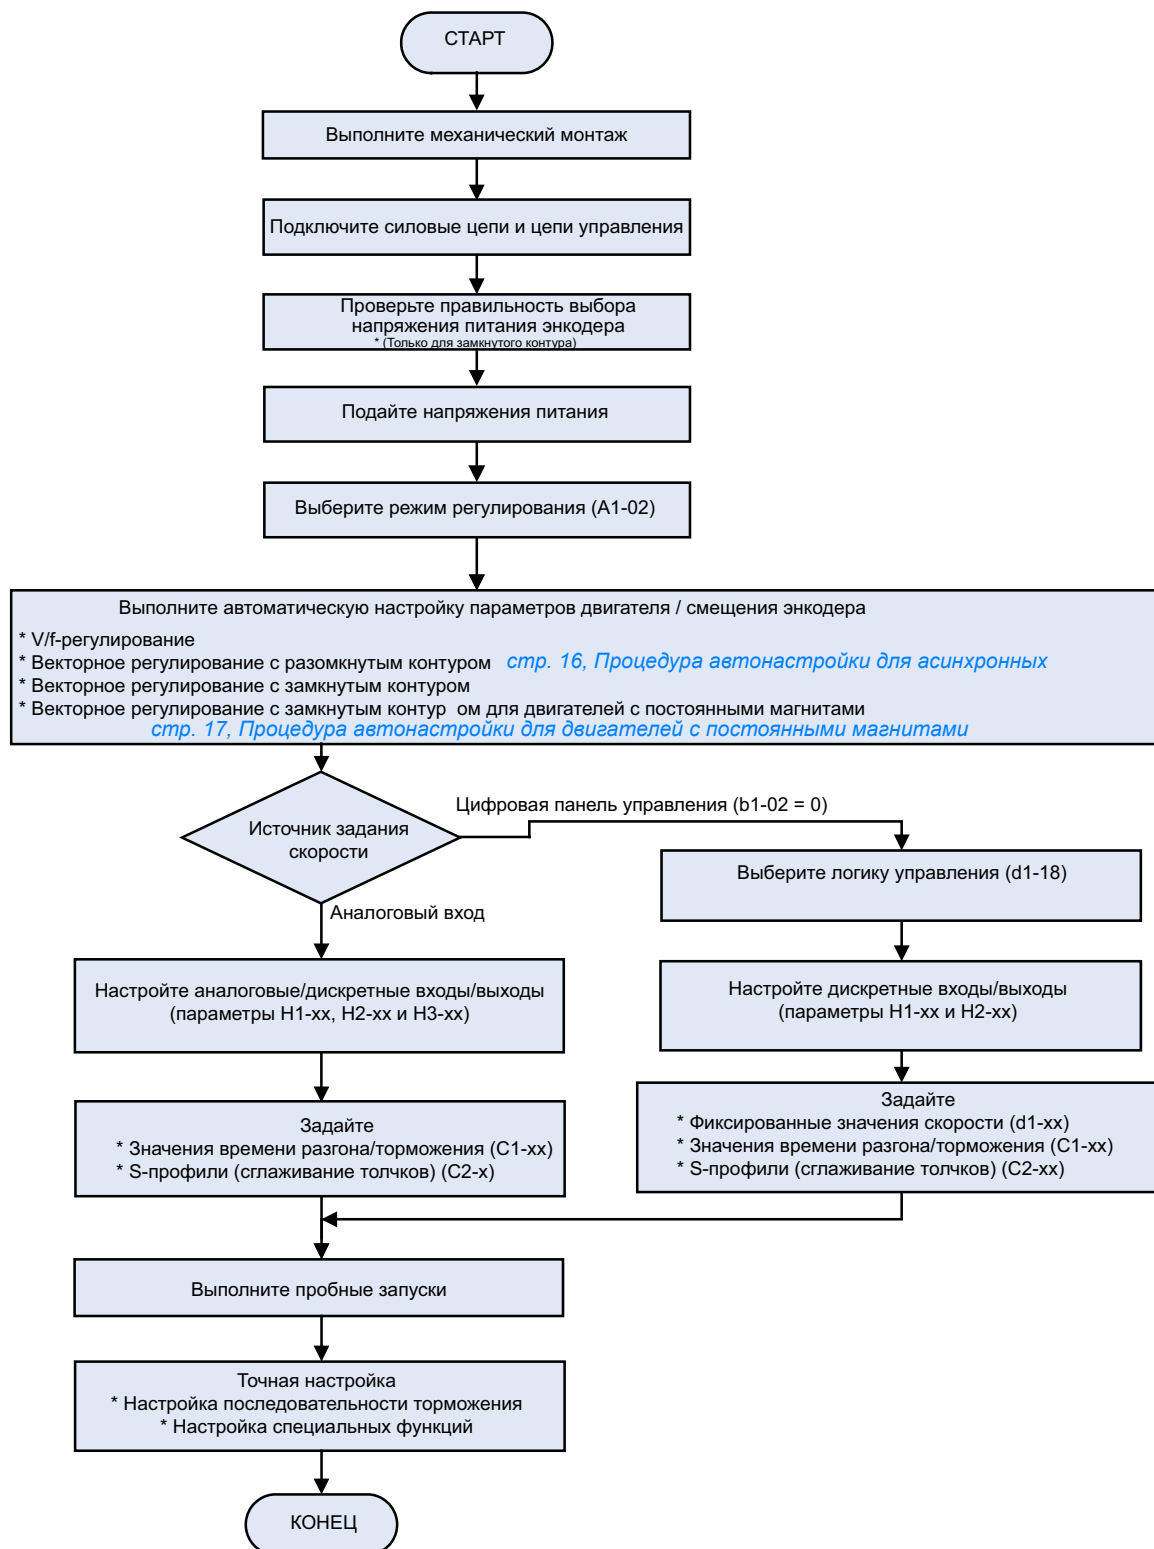 СТАРТ
Выполните механический монтаж
Подключите силовые цепи и цепи управления
Проверьте правильность выбора
напряжения питания энкодера
* (Только для замкнутого контура)
Подайте напряжения питания
Выберите режим регулирования (A1-02)
Выполните автоматическую настройку параметров двигателя / смещения энкодера
* V/f-регулирование
* Векторное регулирование с разомкнутым контуром стр. 16, Процедура автонастройки для асинхронных
* Векторное регулирование с замкнутым контуром
* Векторное регулирование с замкнутым контур ом для двигателей с постоянными магнитами
стр. 17, Процедура автонастройки для двигателей с постоянными магнитами
Источник задания
скорости
Цифровая панель управления (b1-02 = 0)
Аналоговый вход
Выберите логику управления (d1-18)
Настройте аналоговые/дискретные входы/выходы
(параметры H1-xx, H2-xx и H3-xx)
Настройте дискретные входы/выходы
(параметры H1-xx и H2-xx)
Задайте
* Значения времени разгона/торможения (C1-xx)
* S-профили (сглаживание толчков) (C2-x)
Задайте
* Фиксированные значения скорости (d1-xx)
* Значения времени разгона/торможения (C1-xx)
* S-профили (сглаживание толчков) (C2-xx)
Выполните пробные запуски
Точная настройка
* Настройка последовательности торможения
* Настройка специальных функций
КОНЕЦ